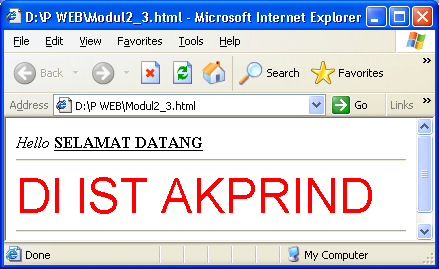 D:\P WEB\Modul2_3.html - Microsoft Internet Explorer
File Edit View Favorites Tools Help
Back Search Favorites
Address D:\P WEB\Modul2_3.html Go Links
Hello SELAMAT DATANG
DI IST AKPRIND
Done My Computer